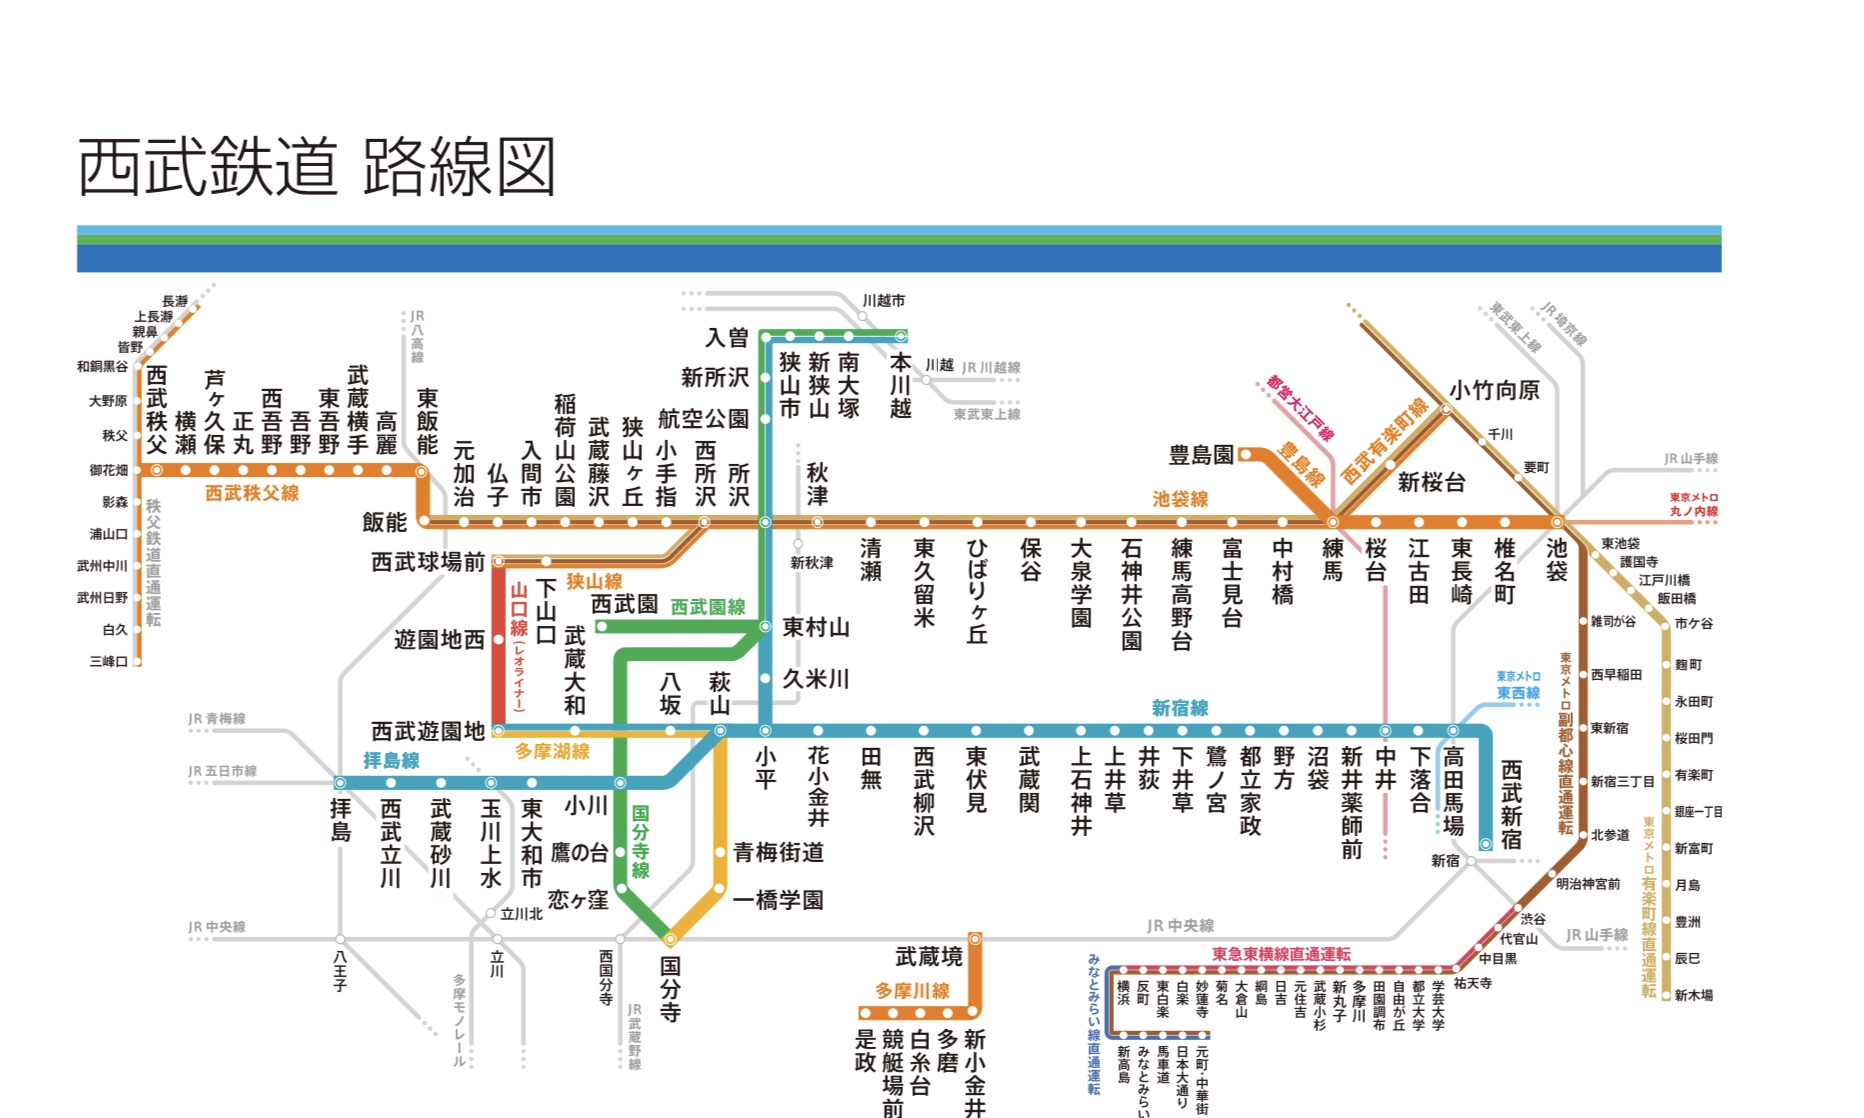 西武鉄道 路線図
長瀞
上長瀞
親鼻
皆野
和銅黒谷
大野原
秩父
御花畑
影森
浦山口
武州中川
武州日野
白久
三峰口
秩父鉄道直通運転
西武秩父
横瀬
芦ヶ久保
正丸
西吾野
吾野
東吾野
武蔵横手
高麗
東飯能
西武秩父線
JR八高線
飯能
元加治
仏子
入間市
稲荷山公園
武蔵藤沢
狭山ヶ丘
小手指
西所沢
所沢
秋津
新秋津
池袋線
清瀬
東久留米
ひばりヶ丘
保谷
大泉学園
石神井公園
練馬高野台
富士見台
中村橋
練馬
桜台
江古田
東長崎
椎名町
池袋
入曽
新所沢
航空公園
狭山市
新狭山
南大塚
本川越
川越市
川越
JR川越線
東武東上線
豊島園
豊島線
都営大江戸線
西武有楽町線
新桜台
小竹向原
千川
要町
東武東上線
JR埼京線
JR山手線
東京メトロ
丸ノ内線
西武球場前
下山口
狭山線
山口線(レオライナー)
遊園地西
西武遊園地
西武園
西武園線
東村山
久米川
武蔵大和
八坂
萩山
多摩湖線
拝島線
拝島
西武立川
武蔵砂川
玉川上水
東大和市
小川
国分寺線
鷹の台
恋ヶ窪
青梅街道
一橋学園
国分寺
新宿線
小平
花小金井
田無
西武柳沢
東伏見
武蔵関
上石神井
上井草
井荻
下井草
鷺ノ宮
都立家政
野方
沼袋
新井薬師前
中井
下落合
高田馬場
西武新宿
東京メトロ
東西線
新宿
JR青梅線
JR五日市線
JR中央線
八王子
立川北
立川
多摩モノレール
西国分寺
JR武蔵野線
JR中央線
JR山手線
武蔵境
多摩川線
新小金井
多磨
白糸台
競艇場前
是政
東池袋
護国寺
江戸川橋
飯田橋
市ケ谷
麹町
永田町
桜田門
有楽町
銀座一丁目
新富町
月島
豊洲
辰巳
新木場
東京メトロ有楽町線直通運転
雑司が谷
西早稲田
東新宿
新宿三丁目
北参道
明治神宮前
渋谷
東京メトロ副都心線直通運転
代官山
中目黒
祐天寺
東急東横線直通運転
学芸大学
都立大学
自由が丘
田園調布
多摩川
新丸子
武蔵小杉
元住吉
日吉
綱島
大倉山
菊名
妙蓮寺
白楽
東白楽
反町
横浜
みなとみらい線直通運転
新高島
みなとみらい
馬車道
日本大通り
元町・中華街